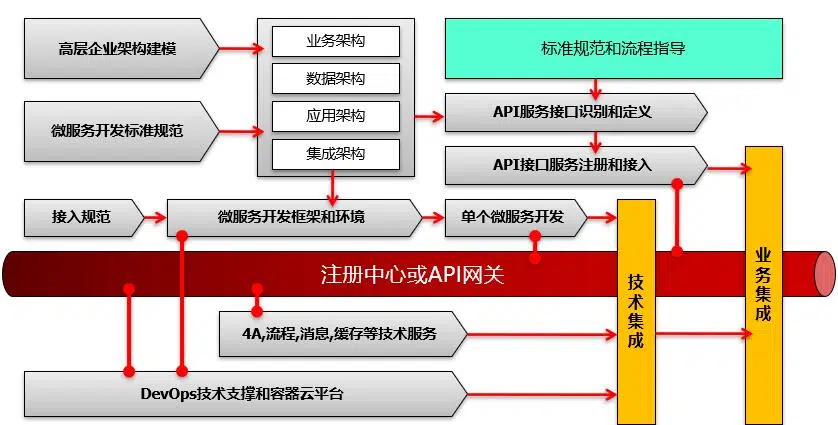 高层企业架构建模
业务架构
数据架构
应用架构
集成架构
标准规范和流程指导
微服务开发标准规范
API服务接口识别和定义
API接口服务注册和接入
接入规范
微服务开发框架和环境
单个微服务开发
注册中心或API网关
技术集成
业务集成
4A,流程,消息,缓存等技术服务
DevOps技术支撑和容器云平台